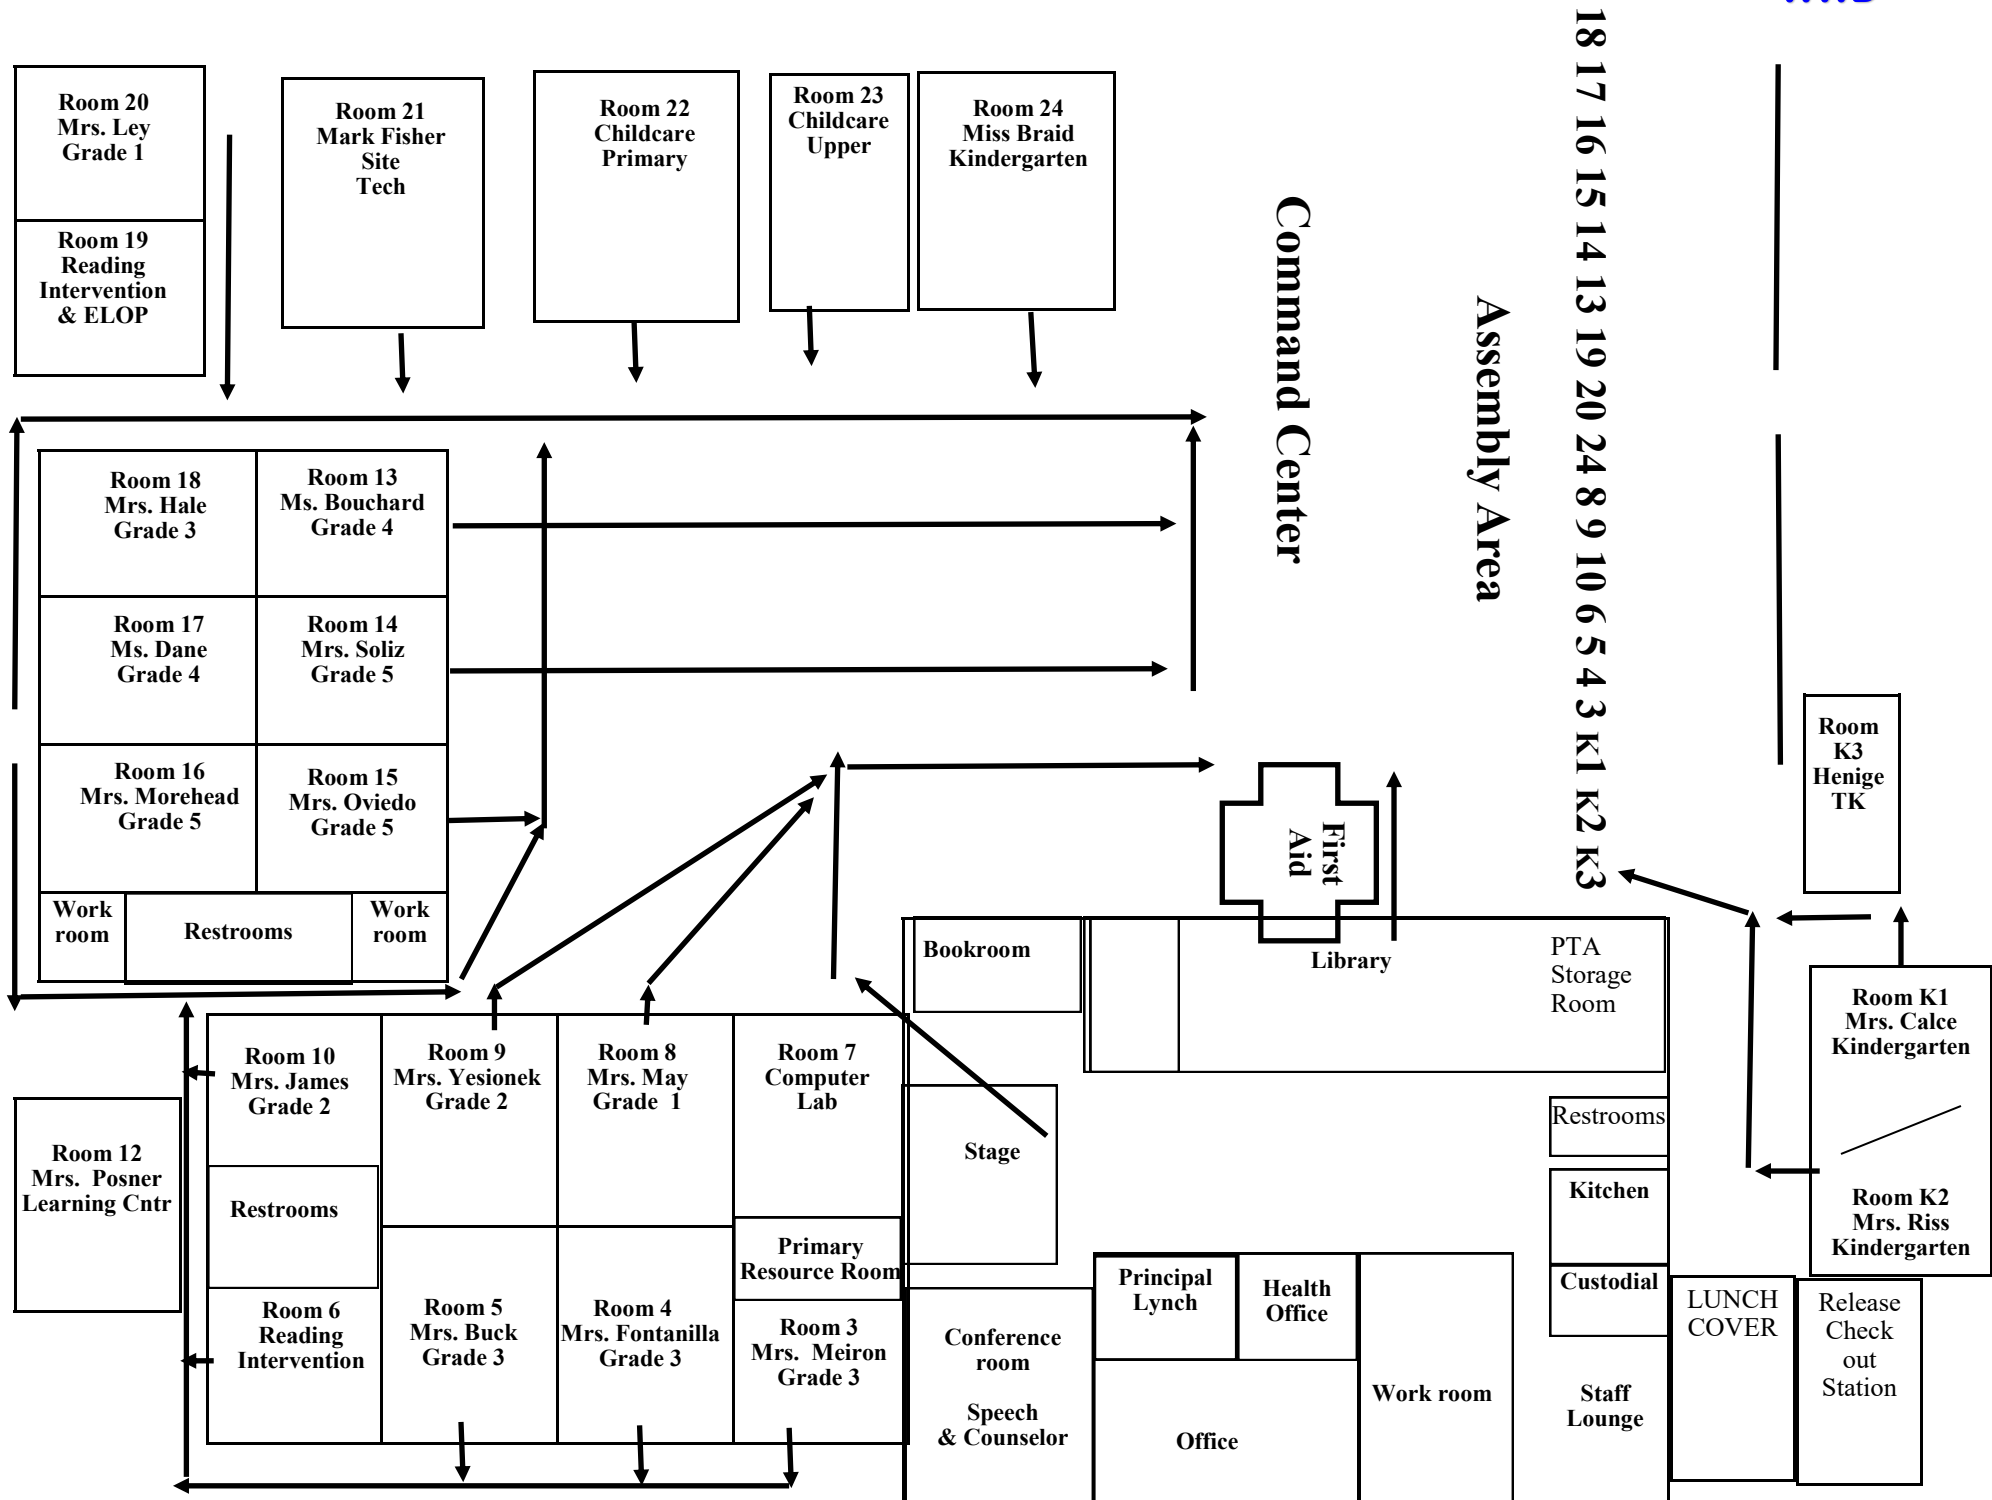 Room 20
Mrs. Ley
Grade 1
Room 19
Reading
Intervention
& ELOP
Room 21
Mark Fisher
Site
Tech
Room 22
Childcare
Primary
Room 23
Childcare
Upper
Room 24
Miss Braid
Kindergarten
Command Center
Assembly Area
18 17 16 15 14 13 19 20 24 8 9 10 6 5 4 3 K1 K2 K3
Room 18
Mrs. Hale
Grade 3
Room 13
Ms. Bouchard
Grade 4
Room 17
Ms. Dane
Grade 4
Room 14
Mrs. Soliz
Grade 5
Room 16
Mrs. Morehead
Grade 5
Room 15
Mrs. Oviedo
Grade 5
Work
room
Restrooms
Work
room
First
Aid
Room
K3
Henige
TK
Bookroom
Library
PTA
Storage
Room
Room K1
Mrs. Calce
Kindergarten
Room K2
Mrs. Riss
Kindergarten
Room 10
Mrs. James
Grade 2
Room 9
Mrs. Yesionek
Grade 2
Room 8
Mrs. May
Grade 1
Room 7
Computer
Lab
Room 12
Mrs. Posner
Learning Cntr
Restrooms
Stage
Restrooms
Kitchen
Custodial
Primary
Resource Room
Room 6
Reading
Intervention
Room 5
Mrs. Buck
Grade 3
Room 4
Mrs. Fontanilla
Grade 3
Room 3
Mrs. Meiron
Grade 3
Conference
room
Speech
& Counselor
Principal
Lynch
Health
Office
Office
Work room
Staff
Lounge
LUNCH
COVER
Release
Check
out
Station